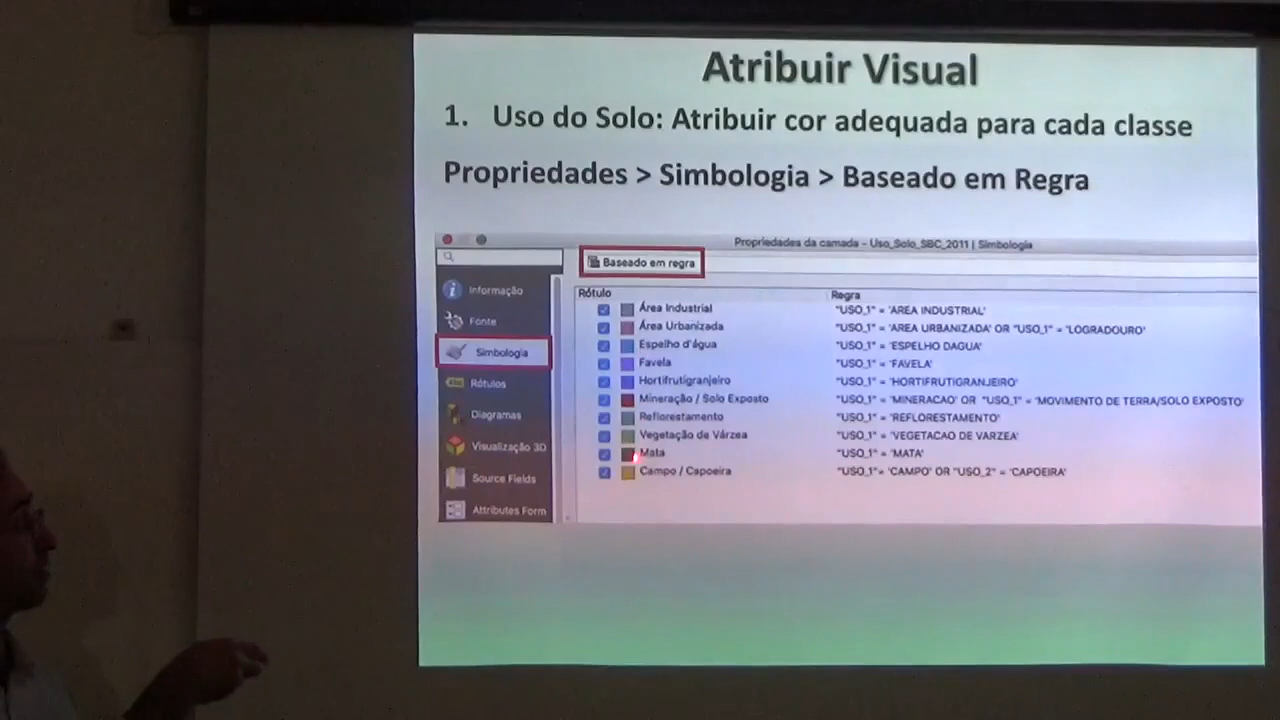 Atribuir Visual
1. Uso do Solo: Atribuir cor adequada para cada classe
Propriedades > Simbologia > Baseado em Regra
Propriedades da camada - Uso_Solo_SBC_2011 | Simbologia
Baseado em regra
Informação
Fonte
Simbologia
Rótulos
abc
Diagramas
Visualização 3D
Source Fields
Attributes Form
Rótulo Regra
Área Industrial "USO_1" = 'AREA INDUSTRIAL'
Área Urbanizada "USO_1" = 'AREA URBANIZADA' OR "USO_1" = 'LOGRADOURO'
Espelho d'água "USO_1" = 'ESPELHO DAGUA'
Favela "USO_1" = 'FAVELA'
Hortifrutigranjeiro "USO_1" = 'HORTIFRUTIGRANJEIRO'
Mineração / Solo Exposto "USO_1" = 'MINERACAO' OR "USO_1" = 'MOVIMENTO DE TERRA/SOLO EXPOSTO'
Reflorestamento "USO_1" = 'REFLORESTAMENTO'
Vegetação de Várzea "USO_1" = 'VEGETACAO DE VARZEA'
Mata "USO_1" = 'MATA'
Campo / Capoeira "USO_1"= 'CAMPO' OR "USO_2" = 'CAPOEIRA'